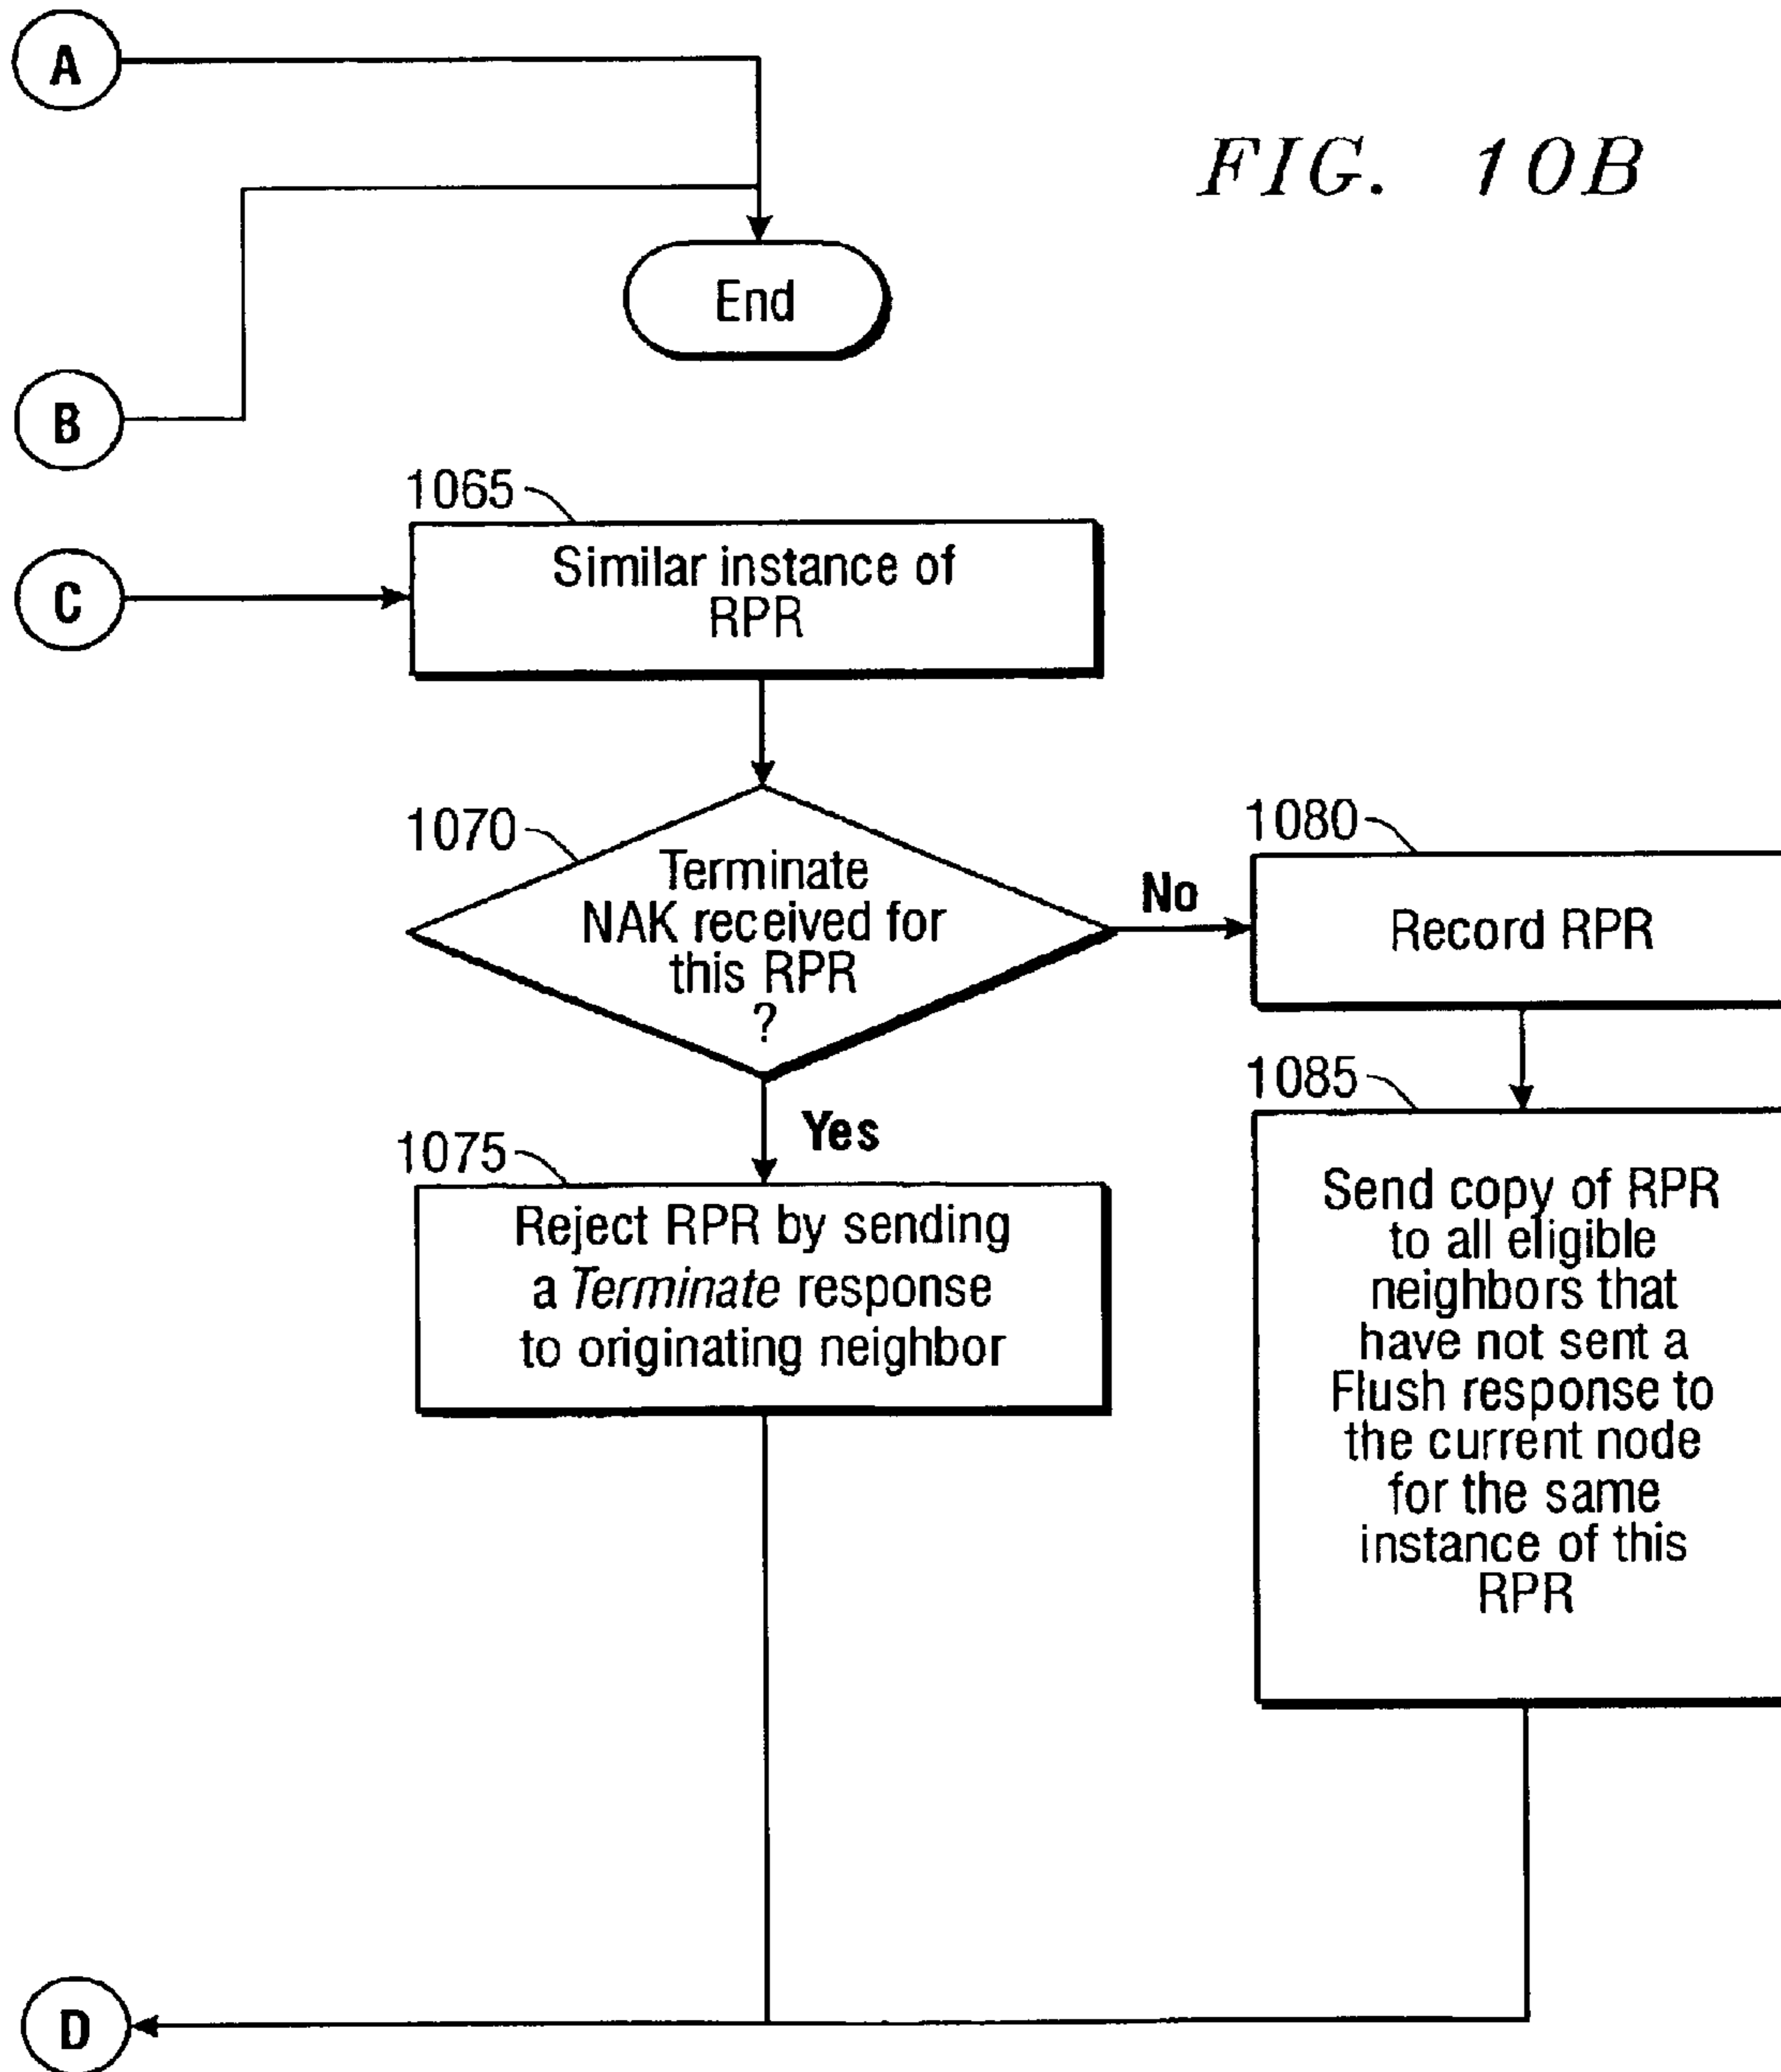 A
FIG. 10B
End
B
1065
C
Similar instance of
RPR
1070
Terminate
NAK received for
this RPR
?
No
1080
Record RPR
Yes
1085
Send copy of RPR
to all eligible
neighbors that
have not sent a
Flush response to
the current node
for the same
instance of this
RPR
1075
Reject RPR by sending
a Terminate response
to originating neighbor
D